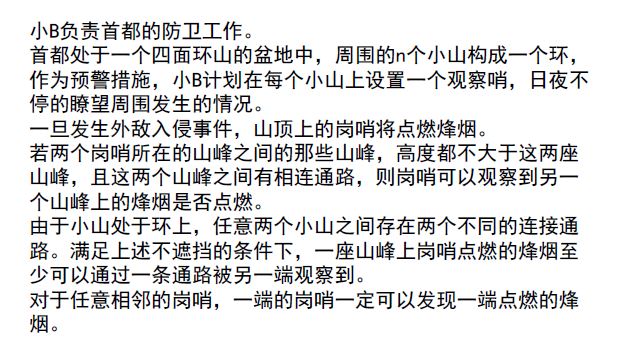 小B负责首都的防卫工作。
首都处于一个四面环山的盆地中，周围的n个小山构成一个环，
作为预警措施，小B计划在每个小山上设置一个观察哨，日夜不
停的瞭望周围发生的情况。
一旦发生外敌入侵事件，山顶上的岗哨将点燃烽烟。
若两个岗哨所在的山峰之间的那些山峰，高度都不大于这两座
山峰，且这两个山峰之间有相连通路，则岗哨可以观察到另一
个山峰上的烽烟是否点燃。
由于小山处于环上，任意两个小山之间存在两个不同的连接通
路。满足上述不遮挡的条件下，一座山峰上岗哨点燃的烽烟至
少可以通过一条通路被另一端观察到。
对于任意相邻的岗哨，一端的岗哨一定可以发现一端点燃的烽
烟。